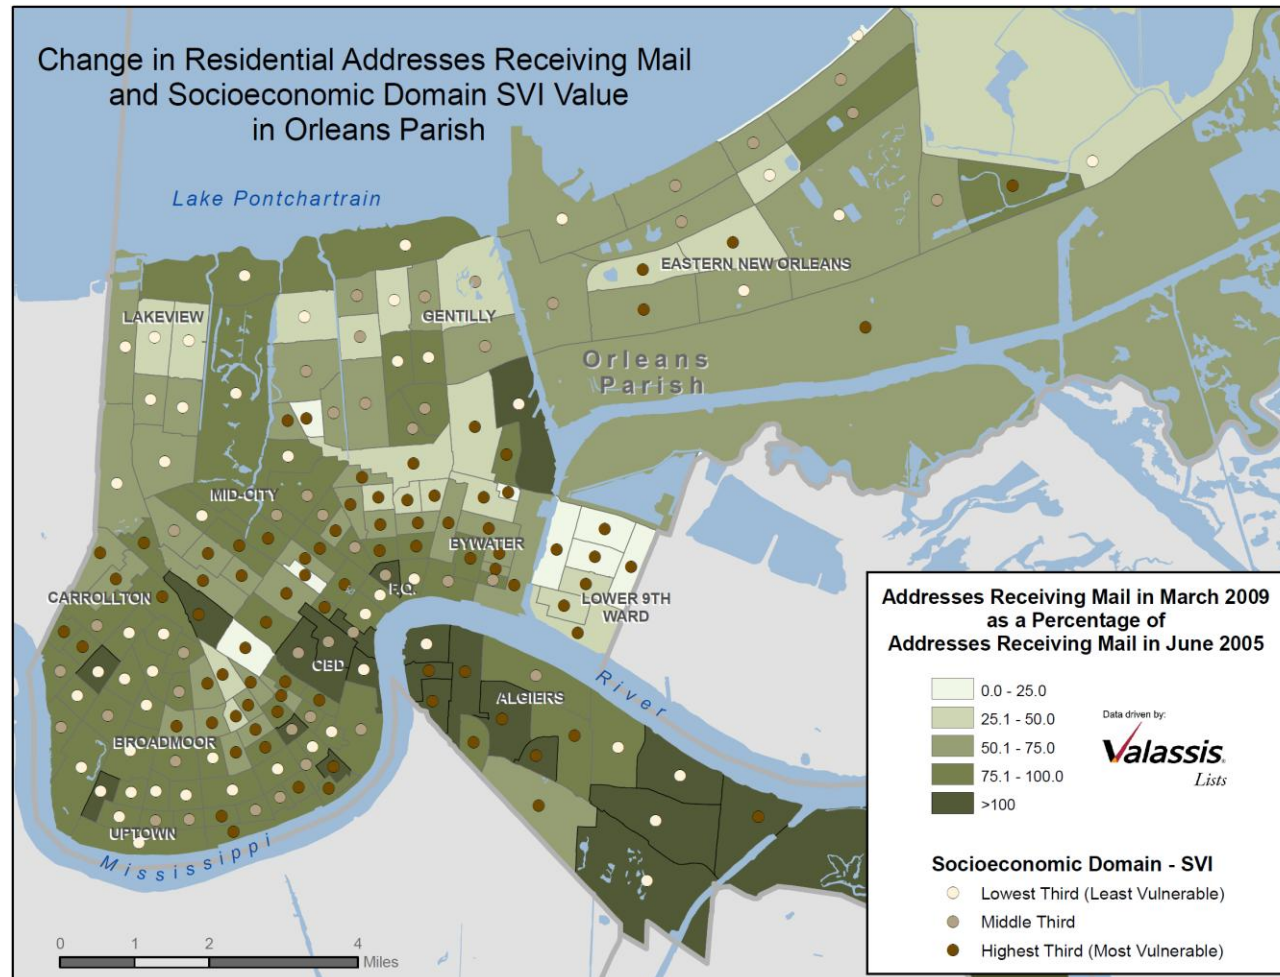 Change in Residential Addresses Receiving Mail
and Socioeconomic Domain SVI Value
in Orleans Parish
Lake Pontchartrain
EASTERN NEW ORLEANS
LAKEVIEW
GENTILLY
Orleans
Parish
MID-CITY
BYWATER
CARROLLTON
F.Q.
LOWER 9TH
WARD
CBD
ALGIERS
River
BROADMOOR
UPTOWN
Mississippi
Addresses Receiving Mail in March 2009
as a Percentage of
Addresses Receiving Mail in June 2005
0.0 - 25.0
25.1 - 50.0
50.1 - 75.0
75.1 - 100.0
>100
Data driven by:
Valassis.
Lists
Socioeconomic Domain - SVI
Lowest Third (Least Vulnerable)
Middle Third
Highest Third (Most Vulnerable)
0 1 2 4
Miles